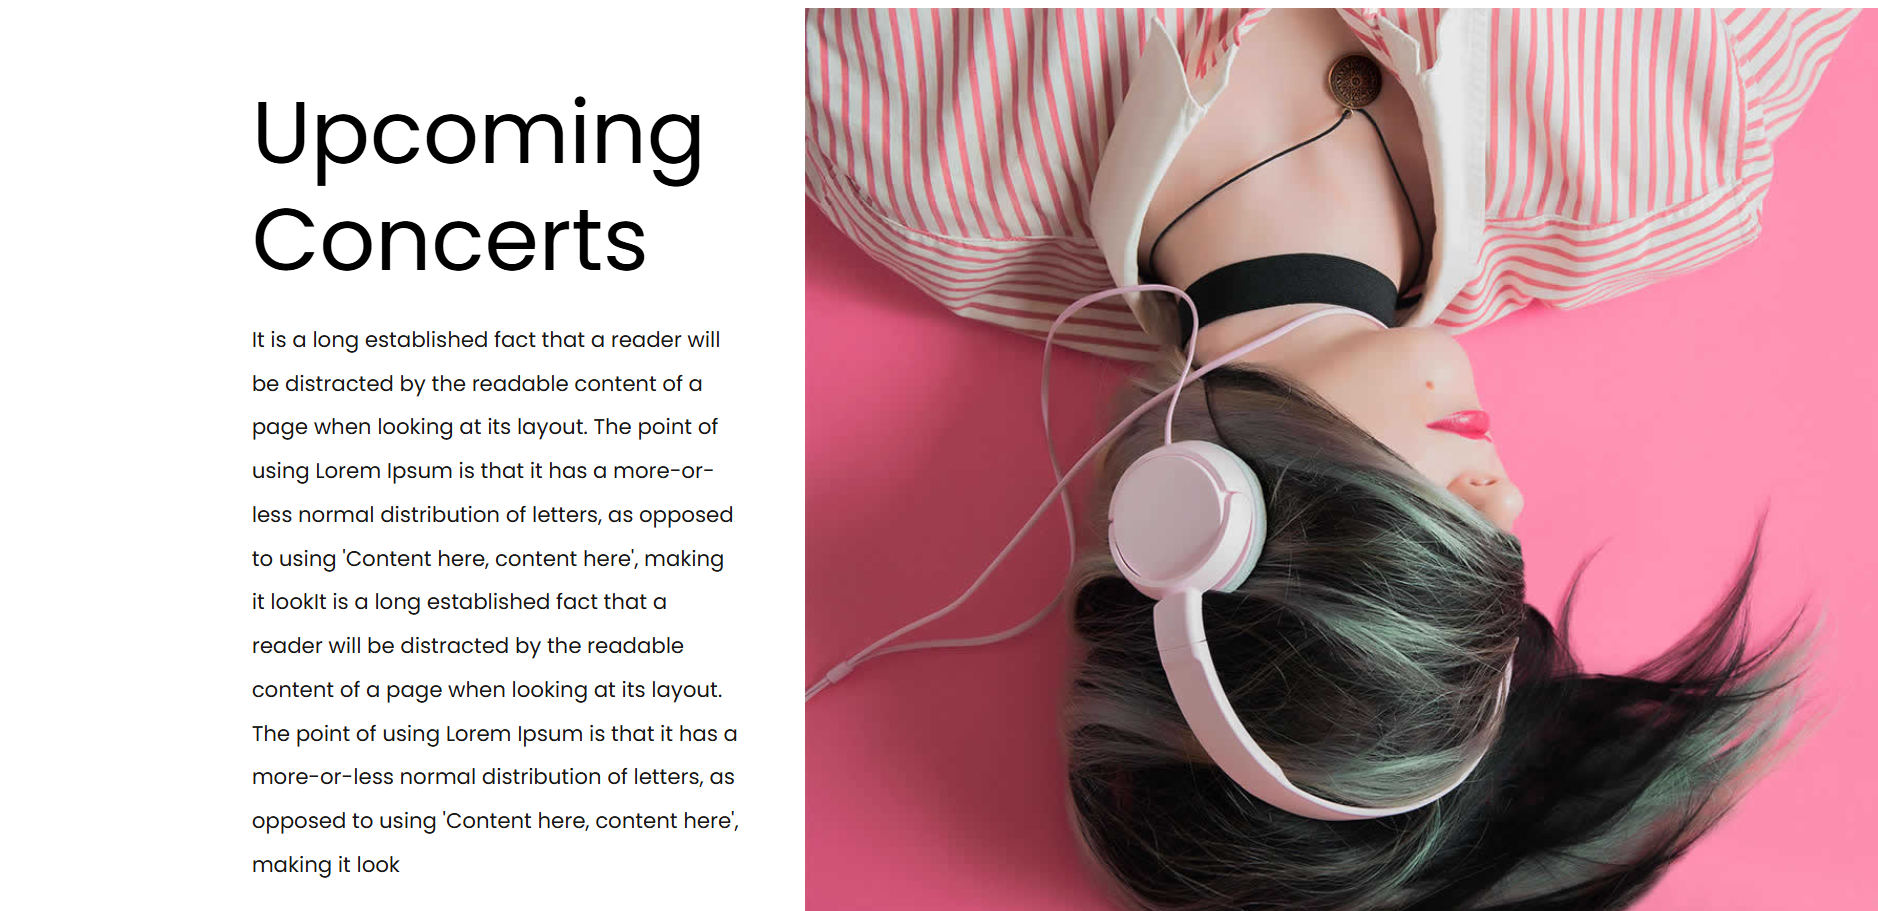 Upcoming
Concerts
It is a long established fact that a reader will
be distracted by the readable content of a
page when looking at its layout. The point of
using Lorem Ipsum is that it has a more-or-
less normal distribution of letters, as opposed
to using 'Content here, content here', making
it lookIt is a long established fact that a
reader will be distracted by the readable
content of a page when looking at its layout.
The point of using Lorem Ipsum is that it has a
more-or-less normal distribution of letters, as
opposed to using 'Content here, content here',
making it look